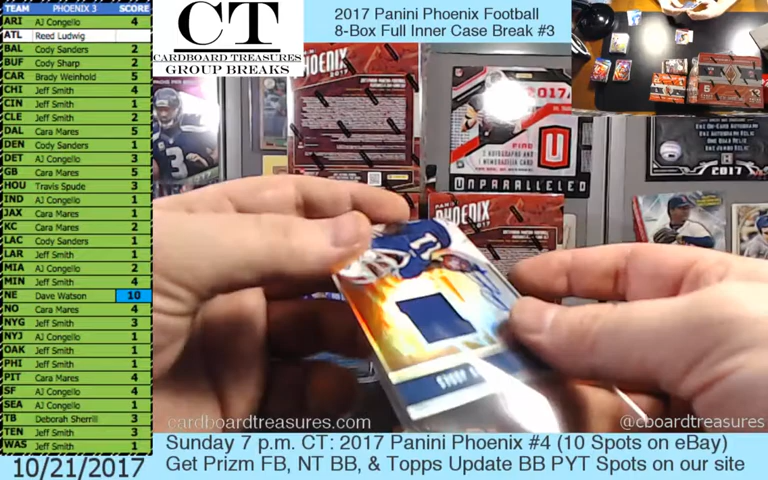 TEAM PHOENIX 3 SCORE
ARI AJ Congello 4
ATL Reed Ludwig
BAL Cody Sanders 2
BUF Cody Sharp 2
CAR Brady Weinhold 5
CHI Jeff Smith 4
CIN Jeff Smith 1
CLE Jeff Smith 2
DAL Cara Mares 5
DEN Cody Sanders 1
DET AJ Congello 3
GB Cara Mares 5
HOU Travis Spude 3
IND AJ Congello 1
JAX Cara Mares 1
KC Cara Mares 2
LAC Cody Sanders 1
LAR Jeff Smith 1
MIA AJ Congello 2
MIN Jeff Smith 4
NE Dave Watson 10
NO Cara Mares 4
NYG Jeff Smith 3
NYJ AJ Congello 1
OAK Jeff Smith 1
PHI Jeff Smith 1
PIT Cara Mares 4
SF AJ Congello 4
SEA AJ Congello 1
TB Deborah Sherrill 3
TEN Jeff Smith 3
WAS Jeff Smith 1
10/21/2017
CT
CARDBOARD TREASURES
GROUP BREAKS
2017 Panini Phoenix Football
8-Box Full Inner Case Break #3
PHOENIX
2017
2017
FIND
U
UNPARALLELED
PANINI
PHOENIX
2017
cardboardtreasures.com
@cboardtreasures
Sunday 7 p.m. CT: 2017 Panini Phoenix #4 (10 Spots on eBay)
Get Prizm FB, NT BB, & Topps Update BB PYT Spots on our site